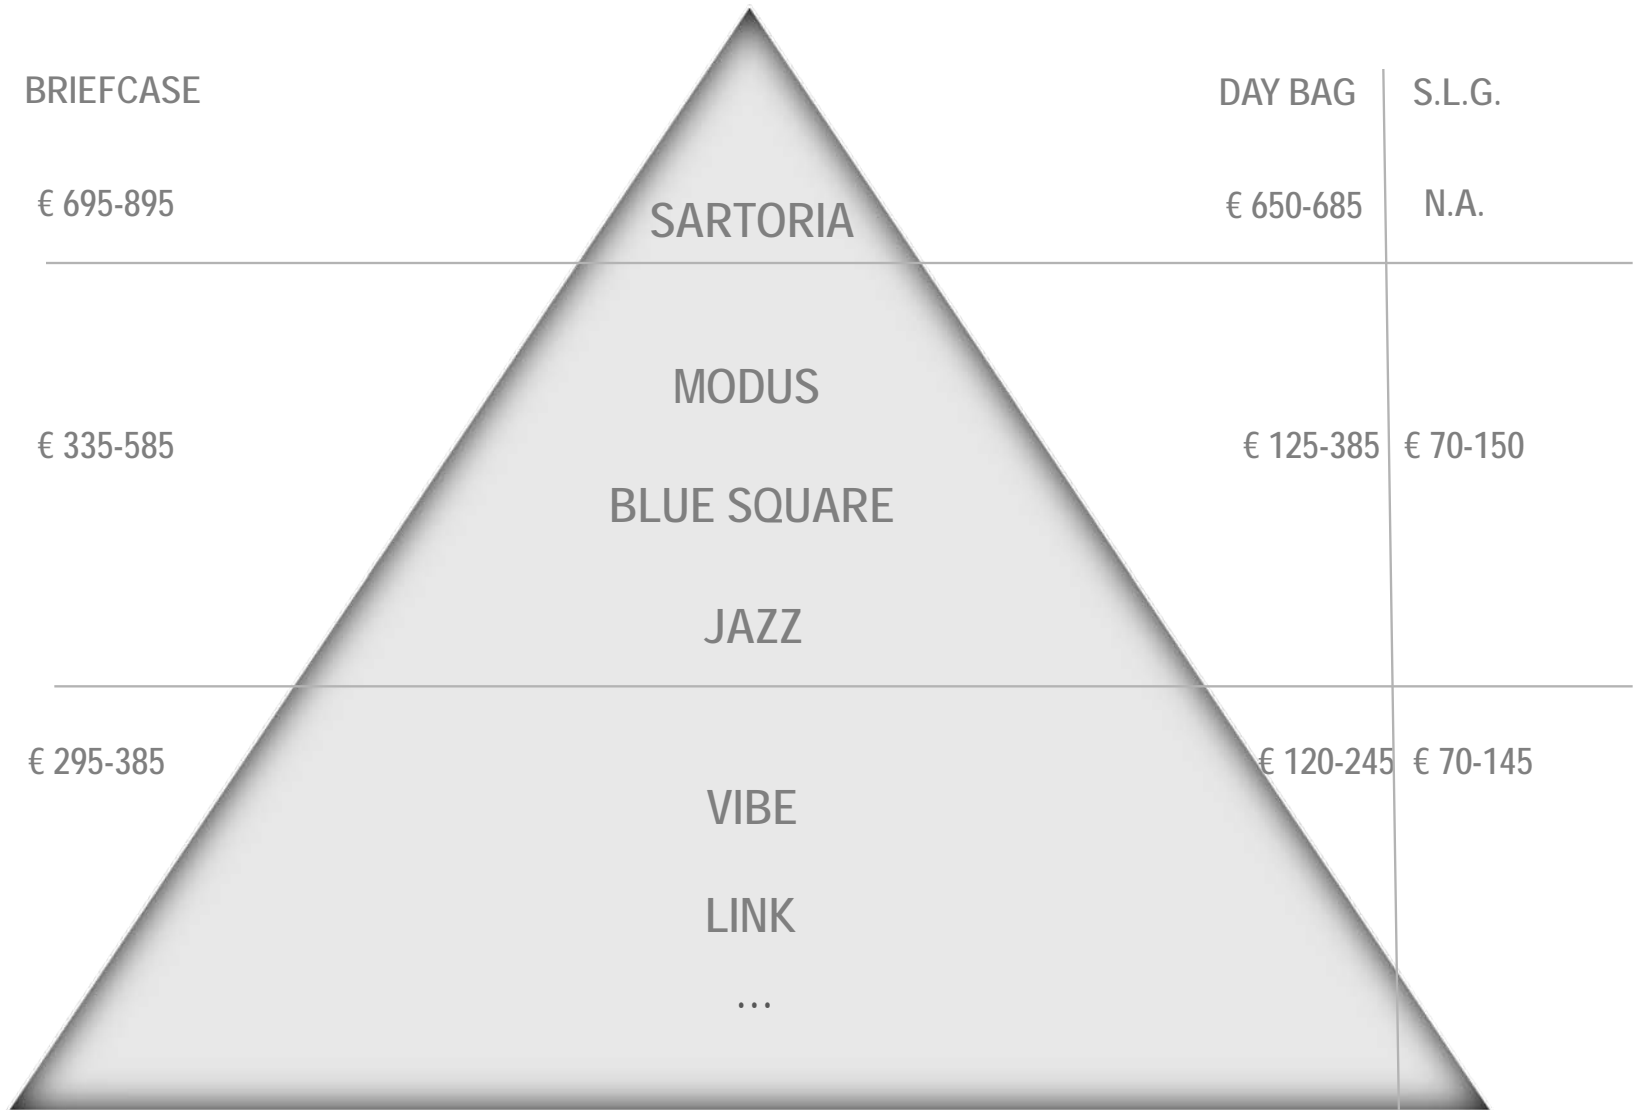 BRIEFCASE DAY BAG S.L.G.
€ 695-895 SARTORIA € 650-685 N.A.
MODUS
€ 335-585 € 125-385 € 70-150
BLUE SQUARE
JAZZ
€ 295-385 € 120-245 € 70-145
VIBE
LINK
...